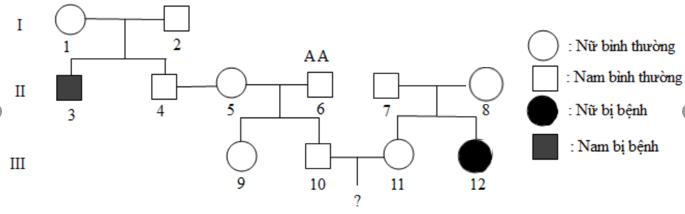 I
1
2
AA
II
3
4
5
6
7
8
III
9
10
11
12
?
: Nữ bình thường
: Nam bình thường
: Nữ bị bệnh
: Nam bị bệnh